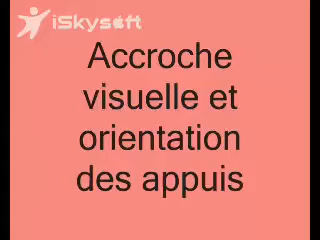 iSkysoft
Accroche
visuelle et
orientation
des appuis